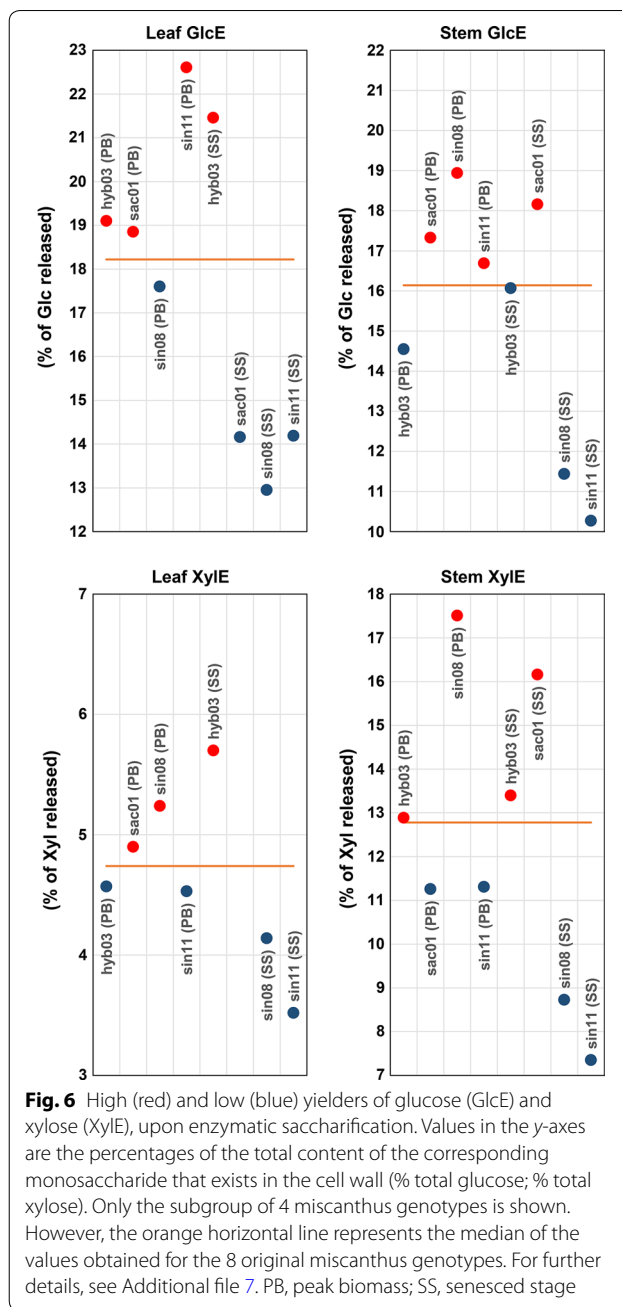 Leaf GlcE
(% of Glc released)
23
22
21
20
19
18
17
16
15
14
13
12
hyb03 (PB)
sac01 (PB)
sin08 (PB)
sin11 (PB)
hyb03 (SS)
sac01 (SS)
sin08 (SS)
sin11 (SS)
Stem GlcE
(% of Glc released)
22
21
20
19
18
17
16
15
14
13
12
11
10
hyb03 (PB)
sac01 (PB)
sin08 (PB)
sin11 (PB)
hyb03 (SS)
sac01 (SS)
sin08 (SS)
sin11 (SS)
Leaf XylE
(% of Xyl released)
7
6
5
4
3
hyb03 (PB)
sac01 (PB)
sin08 (PB)
sin11 (PB)
hyb03 (SS)
sin08 (SS)
sin11 (SS)
Stem XylE
(% of Xyl released)
18
17
16
15
14
13
12
11
10
9
8
7
hyb03 (PB)
sac01 (PB)
sin08 (PB)
sin11 (PB)
hyb03 (SS)
sac01 (SS)
sin08 (SS)
sin11 (SS)
Fig. 6 High (red) and low (blue) yielders of glucose (GlcE) and
xylose (XylE), upon enzymatic saccharification. Values in the y-axes
are the percentages of the total content of the corresponding
monosaccharide that exists in the cell wall (% total glucose; % total
xylose). Only the subgroup of 4 miscanthus genotypes is shown.
However, the orange horizontal line represents the median of the
values obtained for the 8 original miscanthus genotypes. For further
details, see Additional file 7. PB, peak biomass; SS, senesced stage